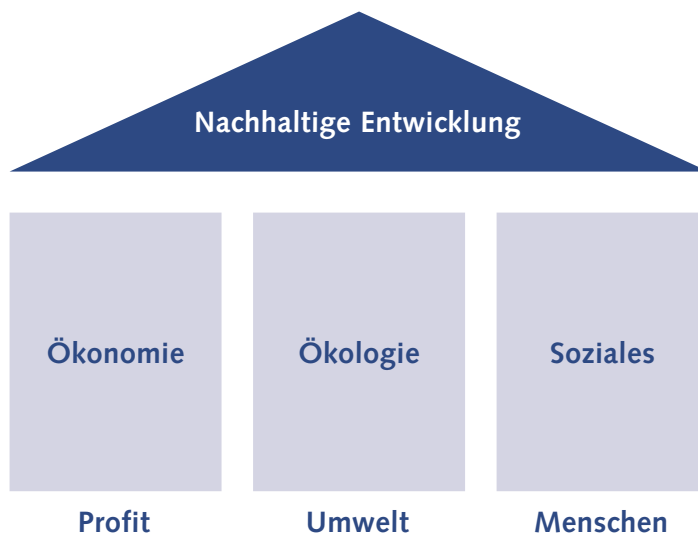 Nachhaltige Entwicklung
Ökonomie
Ökologie
Soziales
Profit
Umwelt
Menschen